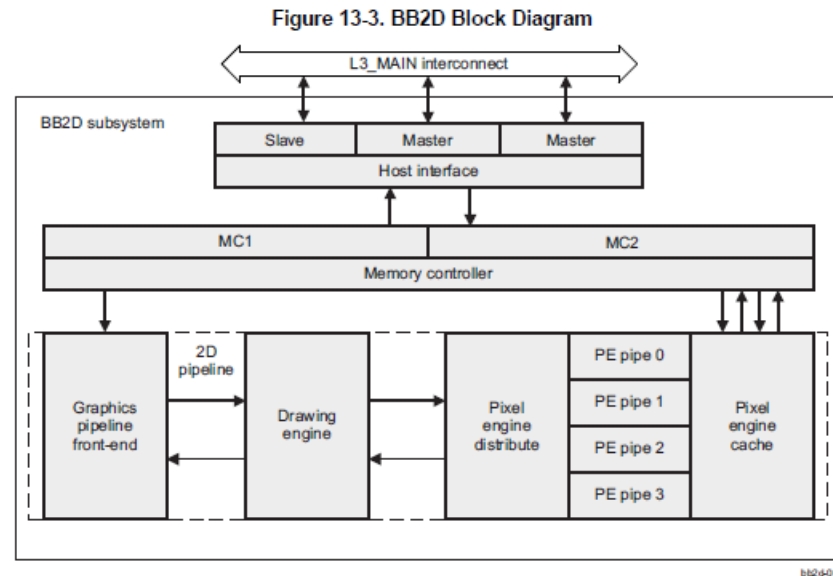 Figure 13-3. BB2D Block Diagram
L3_MAIN interconnect
BB2D subsystem
Slave
Master
Master
Host interface
MC1
MC2
Memory controller
2D
pipeline
Graphics
pipeline
front-end
Drawing
engine
Pixel
engine
distribute
PE pipe 0
PE pipe 1
PE pipe 2
PE pipe 3
Pixel
engine
cache